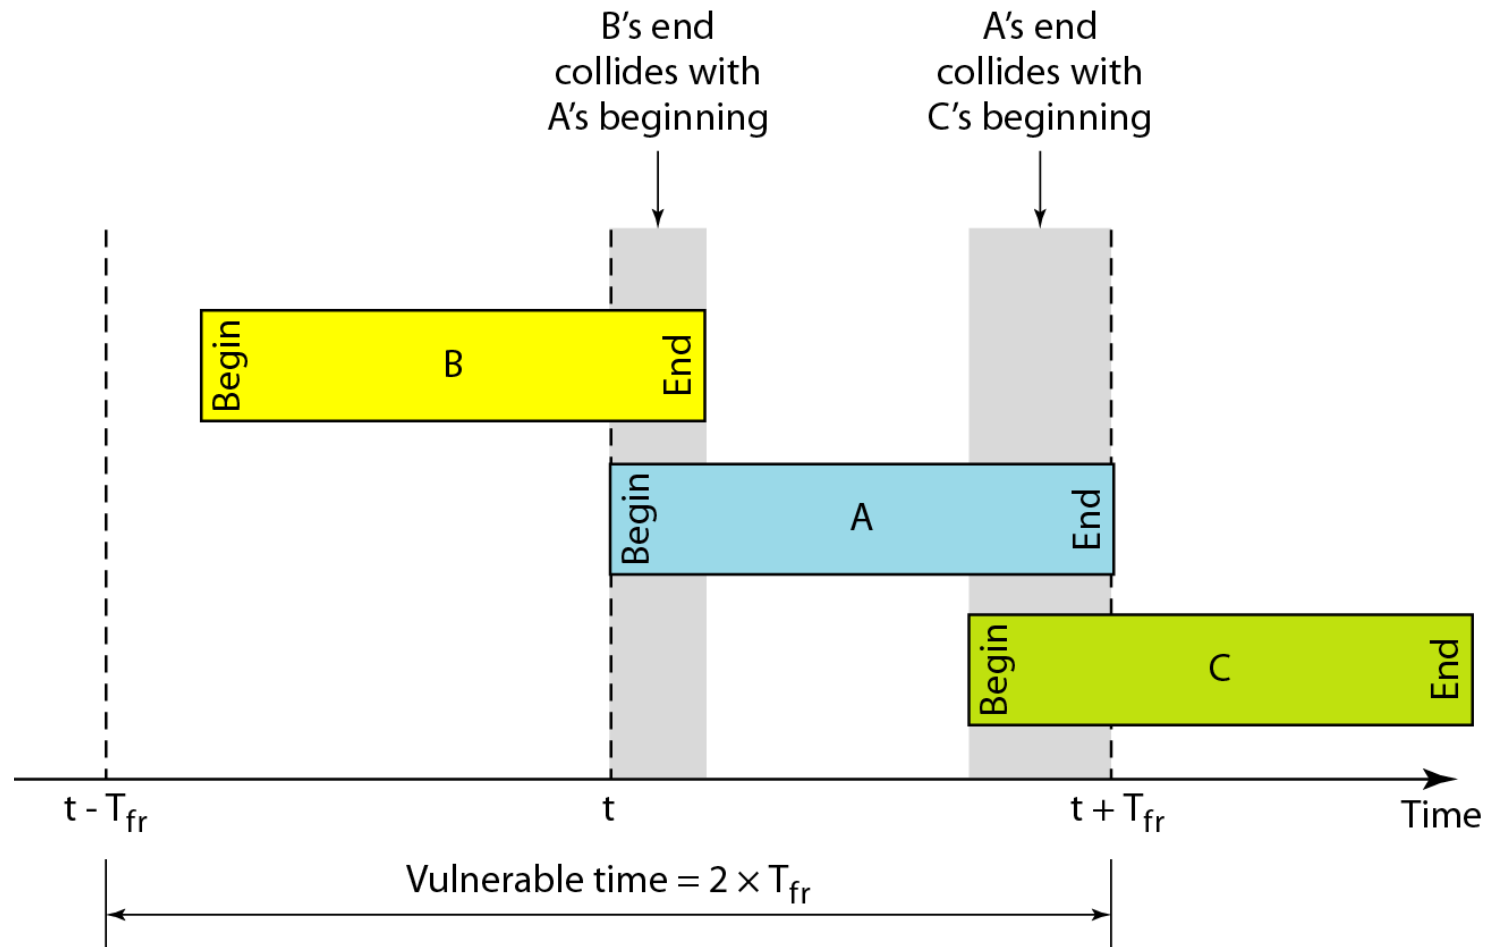 B's end
collides with
A's beginning
A's end
collides with
C's beginning
Begin
B
End
Begin
A
End
Begin
C
End
t - Tfr
t
t + Tfr
Time
Vulnerable time = 2 × Tfr